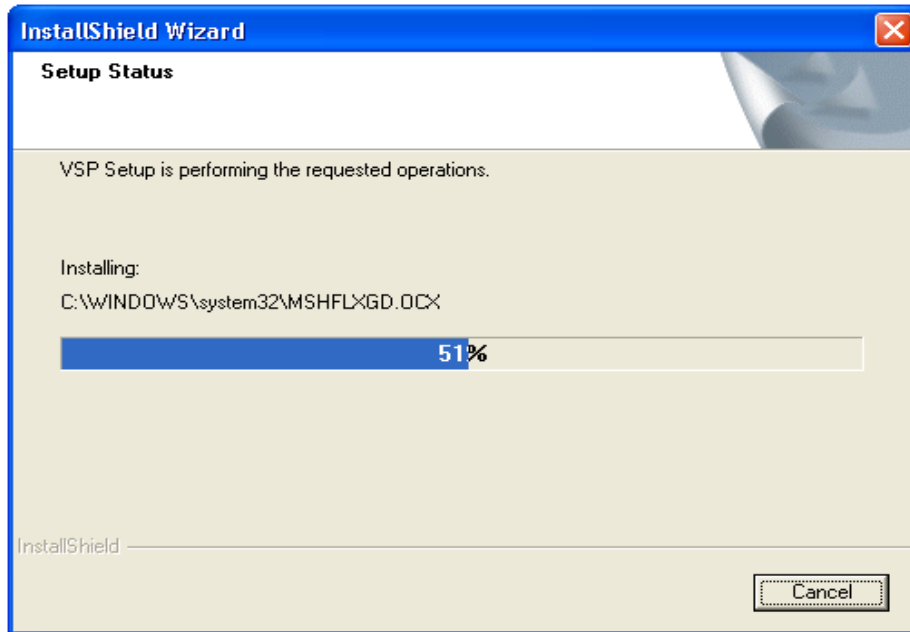 InstallShield Wizard
Setup Status
VSP Setup is performing the requested operations.
Installing:
C:\WINDOWS\system32\MSHFLXGD.OCX
51%
InstallShield
Cancel